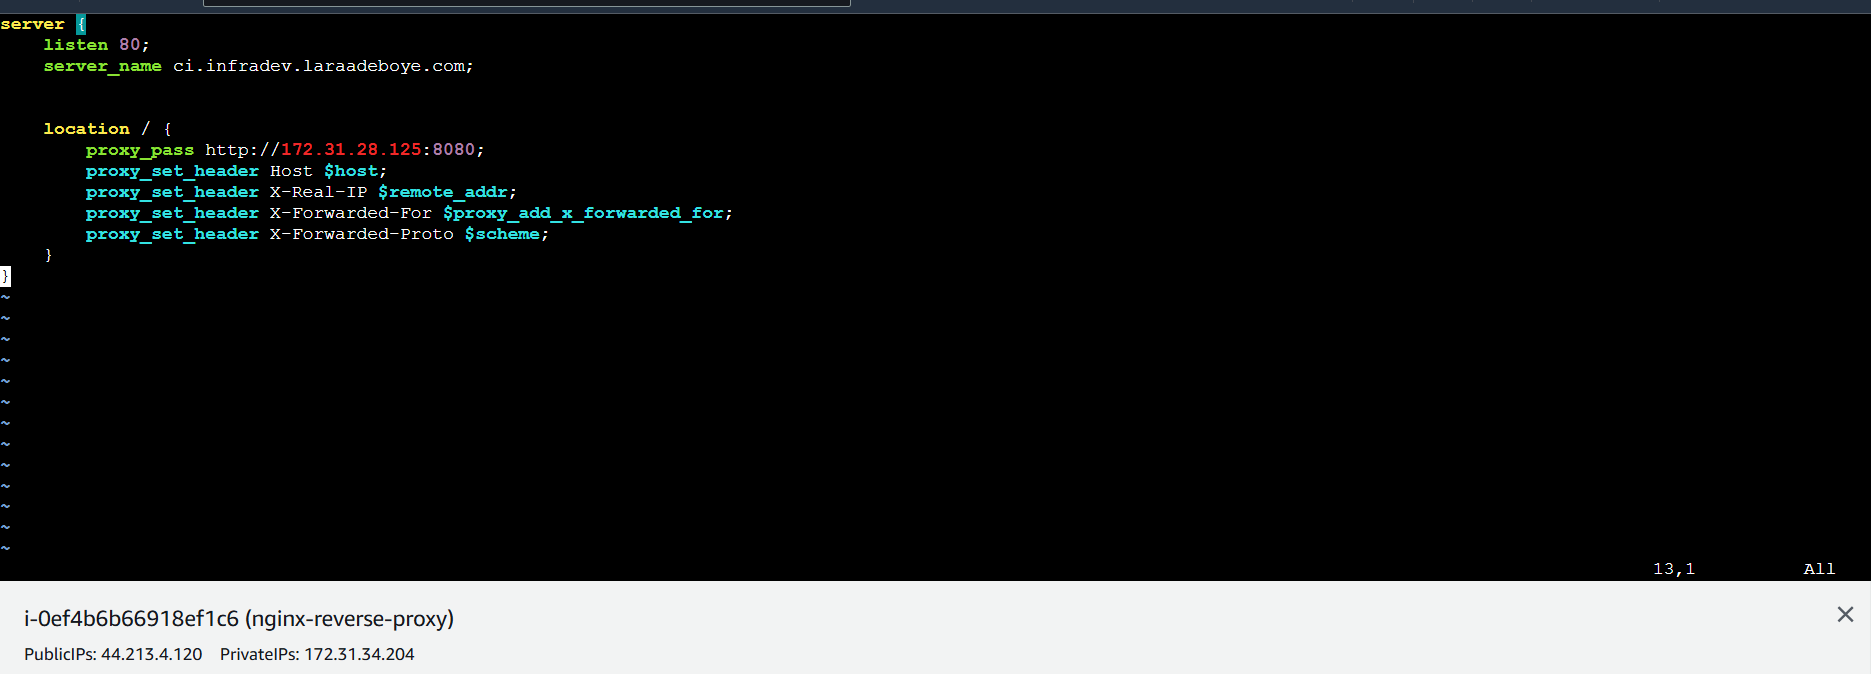 server {
listen 80;
server_name ci.infradev.laraadeboye.com;
location / {
proxy_pass http://172.31.28.125:8080;
proxy_set_header Host $host;
proxy_set_header X-Real-IP $remote_addr;
proxy_set_header X-Forwarded-For $proxy_add_x_forwarded_for;
proxy_set_header X-Forwarded-Proto $scheme;
}
}
~
~
~
~
~
~
~
~
~
~
~
~
~
13,1 All
i-0ef4b6b66918ef1c6 (nginx-reverse-proxy)
PublicIPs: 44.213.4.120 PrivateIPs: 172.31.34.204